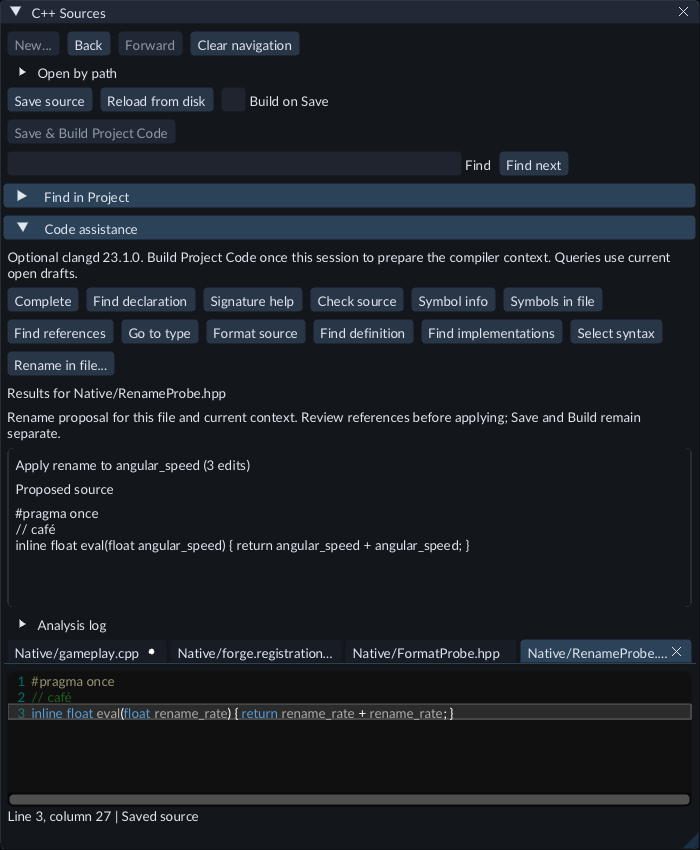 C++ Sources
New... Back Forward Clear navigation
Open by path
Save source Reload from disk Build on Save
Save & Build Project Code
Find Find next
Find in Project
Code assistance
Optional clangd 23.1.0. Build Project Code once this session to prepare the compiler context. Queries use current
open drafts.
Complete Find declaration Signature help Check source Symbol info Symbols in file
Find references Go to type Format source Find definition Find implementations Select syntax
Rename in file...
Results for Native/RenameProbe.hpp
Rename proposal for this file and current context. Review references before applying; Save and Build remain
separate.
Apply rename to angular_speed (3 edits)
Proposed source
#pragma once
// café
inline float eval(float angular_speed) { return angular_speed + angular_speed; }
Analysis log
Native/gameplay.cpp Native/forge.registration... Native/FormatProbe.hpp Native/RenameProbe....
1 #pragma once
2 // café
3 inline float eval(float rename_rate) { return rename_rate + rename_rate; }
Line 3, column 27 | Saved source